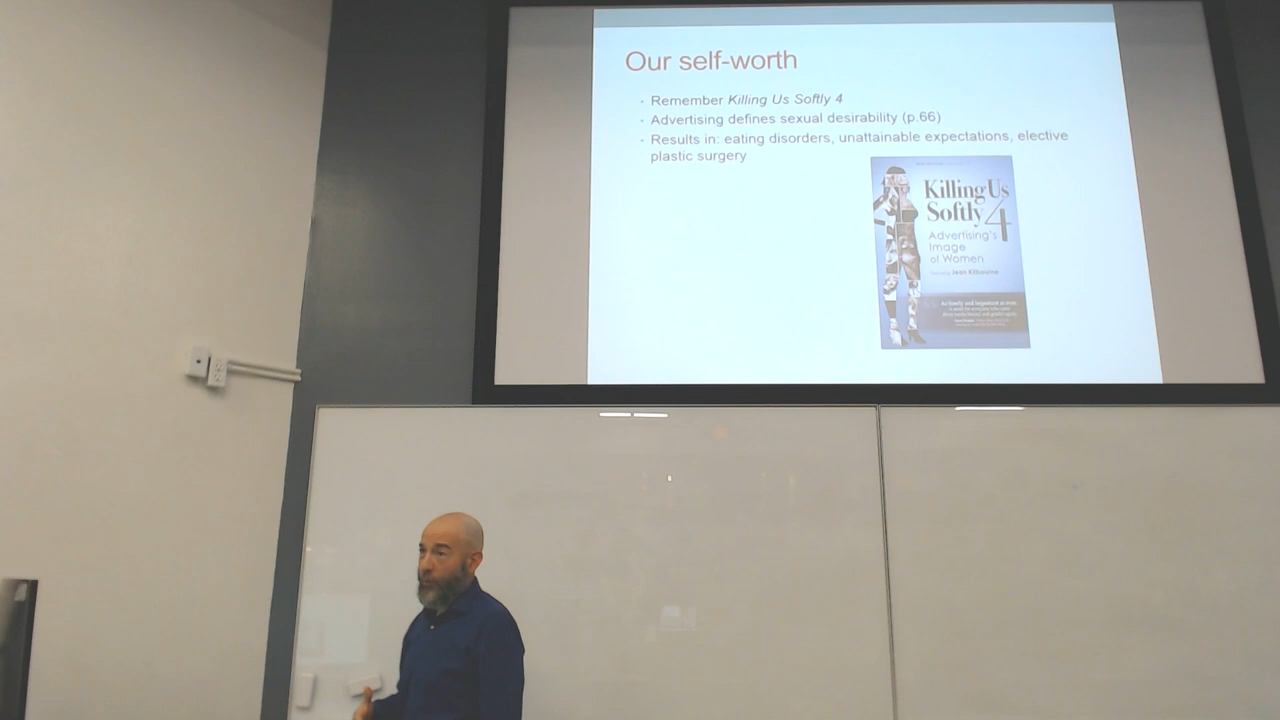 Our self-worth
Remember Killing Us Softly 4
Advertising defines sexual desirability (p.66)
Results in: eating disorders, unattainable expectations, elective
plastic surgery
Killing Us
Softly 4
Advertising's
Image
of Women
Jean Kilbourne